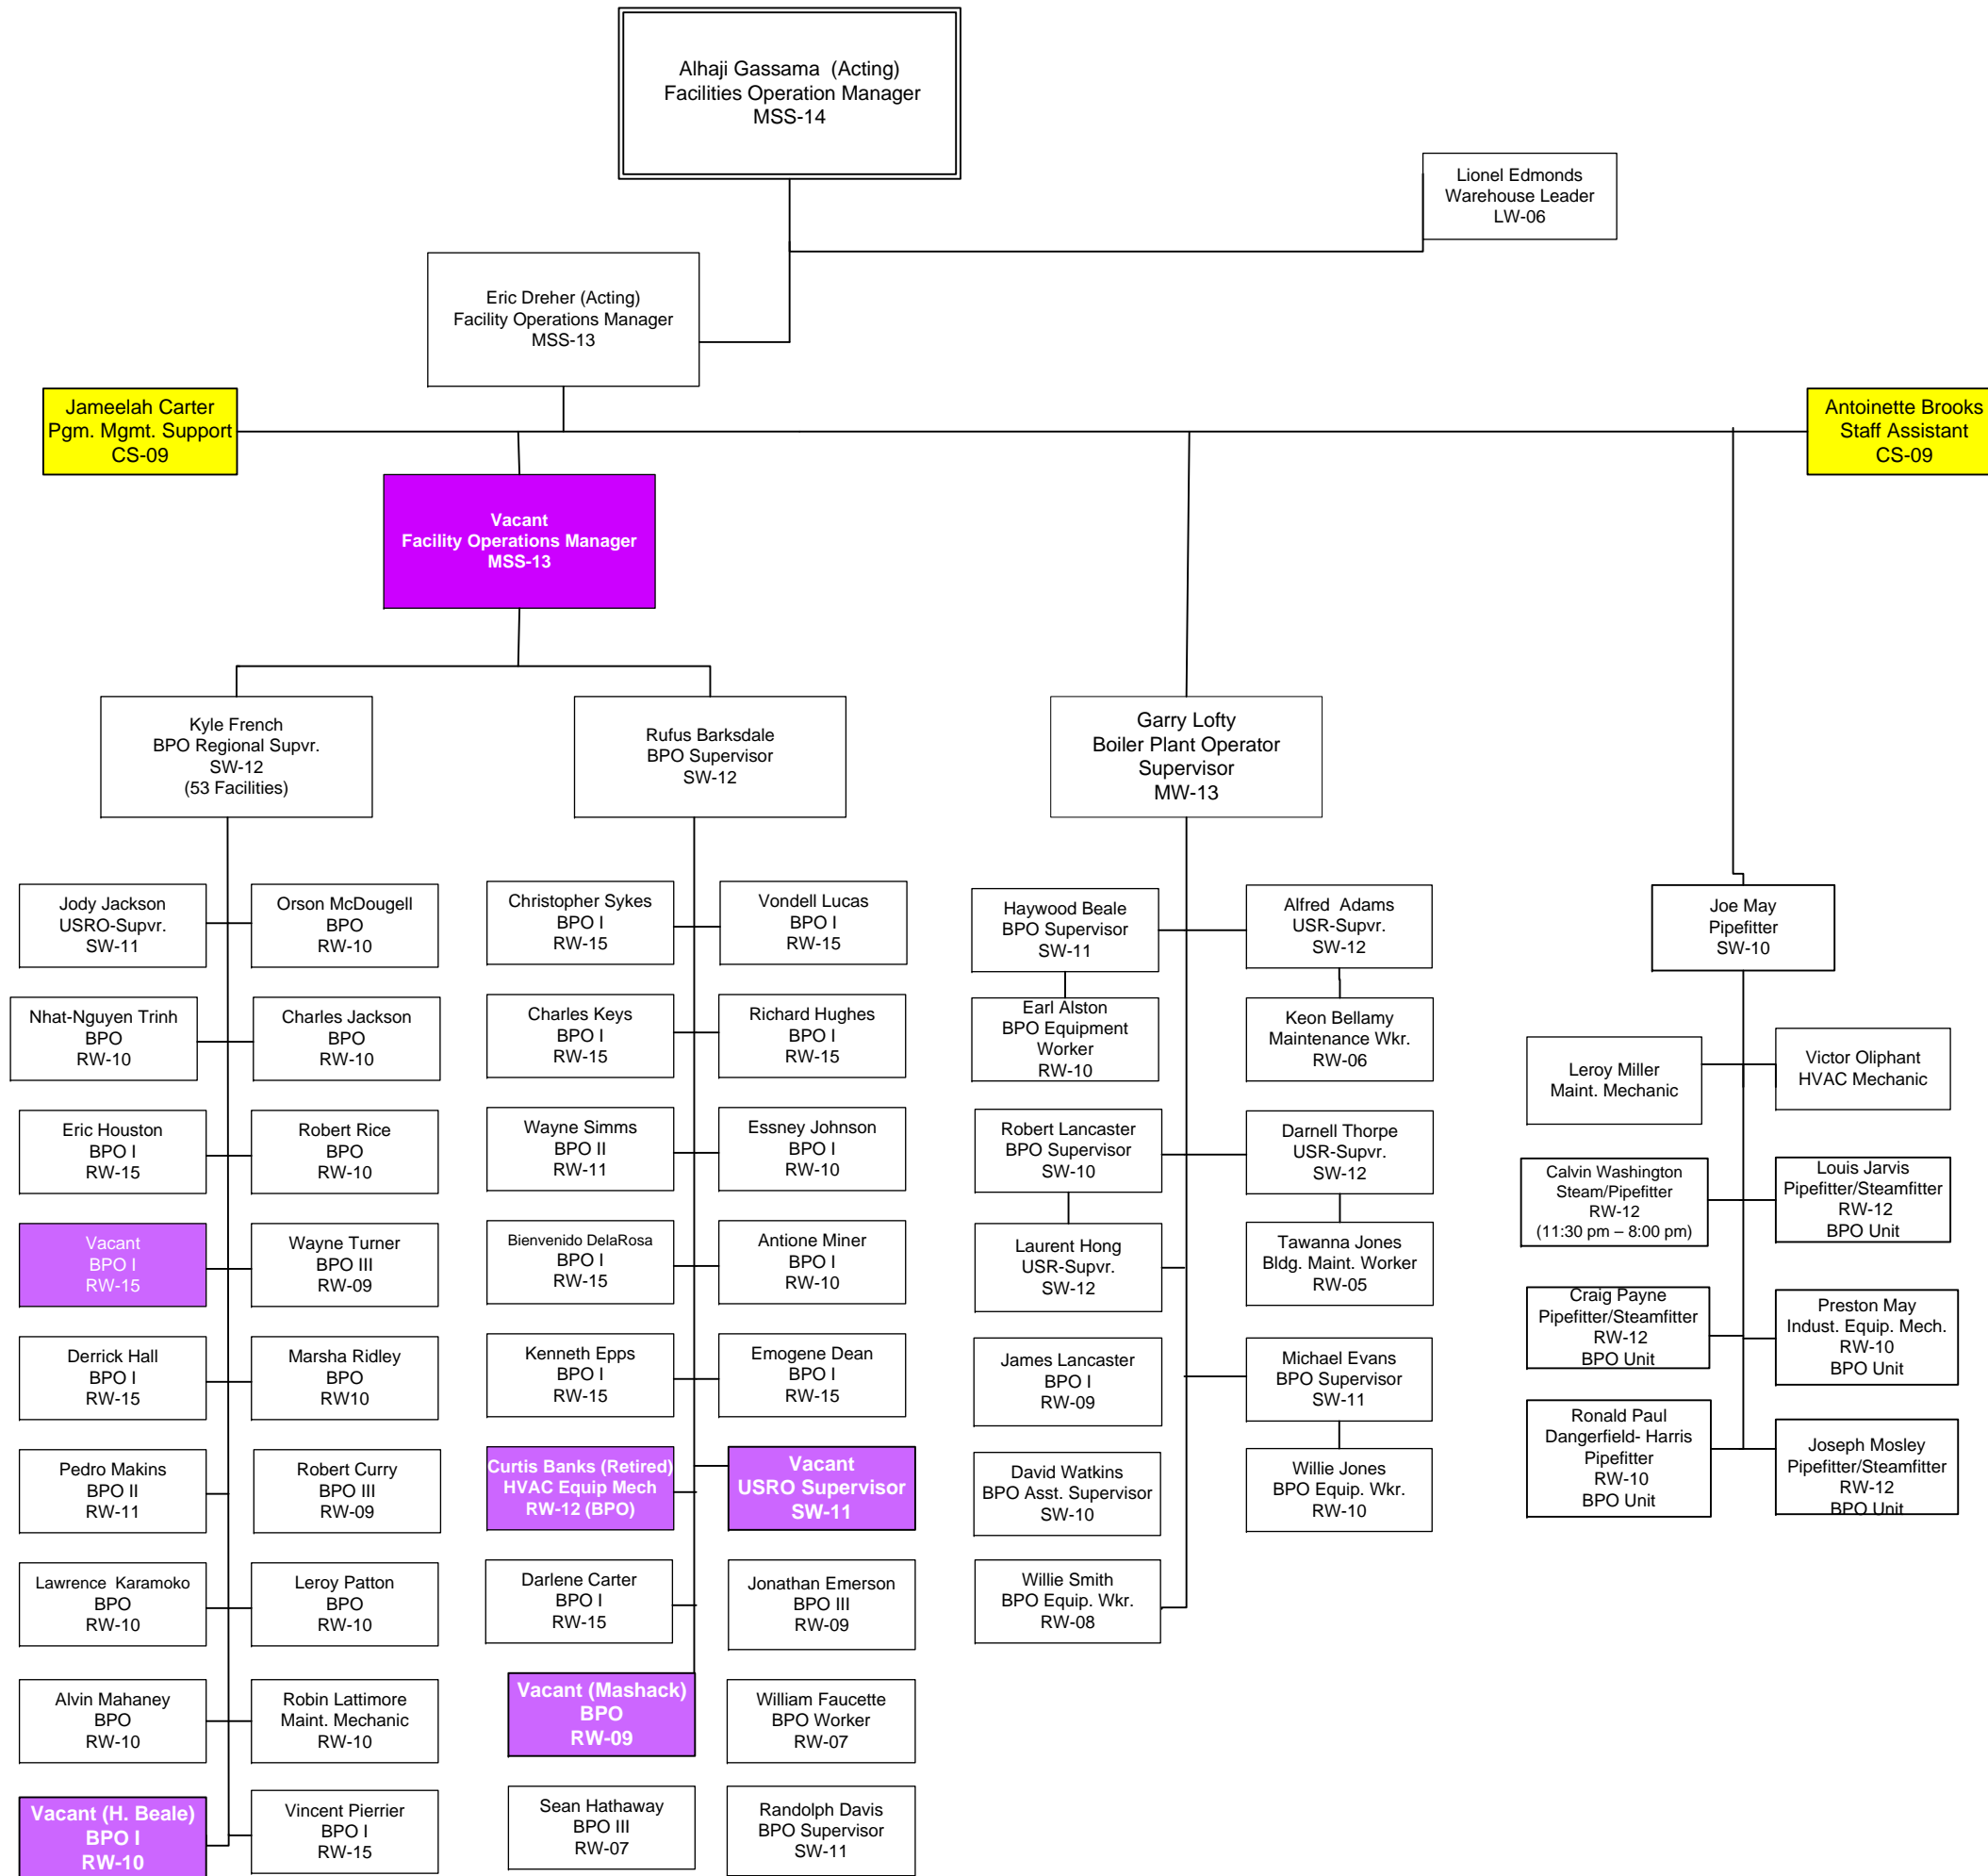 Alhaji Gassama  (Acting)
Facilities Operation Manager
MSS-14
Lionel Edmonds
Warehouse Leader
LW-06
Eric Dreher (Acting)
Facility Operations Manager
MSS-13
Jameelah Carter
Pgm. Mgmt. Support
CS-09
Antoinette Brooks
Staff Assistant
CS-09
Vacant
Facility Operations Manager
MSS-13
Kyle French
BPO Regional Supvr.
SW-12
(53 Facilities)
Rufus Barksdale
BPO Supervisor
SW-12
Garry Lofty
Boiler Plant Operator
Supervisor
MW-13
Jody Jackson
USRO-Supvr.
SW-11
Orson McDougell
BPO
RW-10
Christopher Sykes
BPO I
RW-15
Vondell Lucas
BPO I
RW-15
Haywood Beale
BPO Supervisor
SW-11
Alfred  Adams
USR-Supvr.
SW-12
Joe May
Pipefitter
SW-10
Nhat-Nguyen Trinh
BPO
RW-10
Charles Jackson
BPO
RW-10
Charles Keys
BPO I
RW-15
Richard Hughes
BPO I
RW-15
Earl Alston
BPO Equipment
Worker
RW-10
Keon Bellamy
Maintenance Wkr.
RW-06
Leroy Miller
Maint. Mechanic
Victor Oliphant
HVAC Mechanic
Eric Houston
BPO I
RW-15
Robert Rice
BPO
RW-10
Wayne Simms
BPO II
RW-11
Essney Johnson
BPO I
RW-10
Robert Lancaster
BPO Supervisor
SW-10
Darnell Thorpe
USR-Supvr.
SW-12
Calvin Washington
Steam/Pipefitter
RW-12
(11:30 pm – 8:00 pm)
Louis Jarvis
Pipefitter/Steamfitter
RW-12
BPO Unit
Vacant
BPO I
RW-15
Wayne Turner
BPO III
RW-09
Bienvenido DelaRosa
BPO I
RW-15
Antione Miner
BPO I
RW-10
Laurent Hong
USR-Supvr.
SW-12
Tawanna Jones
Bldg. Maint. Worker
RW-05
Craig Payne
Pipefitter/Steamfitter
RW-12
BPO Unit
Preston May
Indust. Equip. Mech.
RW-10
BPO Unit
Derrick Hall
BPO I
RW-15
Marsha Ridley
BPO
RW10
Kenneth Epps
BPO I
RW-15
Emogene Dean
BPO I
RW-15
James Lancaster
BPO I
RW-09
Michael Evans
BPO Supervisor
SW-11
Ronald Paul
Dangerfield- Harris
Pipefitter
RW-10
BPO Unit
Joseph Mosley
Pipefitter/Steamfitter
RW-12
BPO Unit
Pedro Makins
BPO II
RW-11
Robert Curry
BPO III
RW-09
Curtis Banks (Retired)
HVAC Equip Mech
RW-12 (BPO)
Vacant
USRO Supervisor
SW-11
David Watkins
BPO Asst. Supervisor
SW-10
Willie Jones
BPO Equip. Wkr.
RW-10
Lawrence  Karamoko
BPO
RW-10
Leroy Patton
BPO
RW-10
Darlene Carter
BPO I
RW-15
Jonathan Emerson
BPO III
RW-09
Willie Smith
BPO Equip. Wkr.
RW-08
Alvin Mahaney
BPO
RW-10
Robin Lattimore
Maint. Mechanic
RW-10
Vacant (Mashack)
BPO
RW-09
William Faucette
BPO Worker
RW-07
Vacant (H. Beale)
BPO I
RW-10
Vincent Pierrier
BPO I
RW-15
Sean Hathaway
BPO III
RW-07
Randolph Davis
BPO Supervisor
SW-11